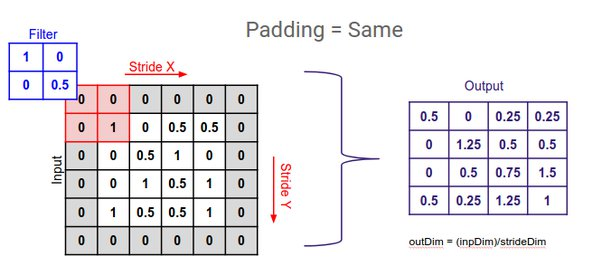 Padding = Same
Filter
1 0
0 0.5
Stride X
Input
0 0 0 0 0 0
0 1 0 0.5 0.5 0
0 0 0.5 1 0 0
0 0 1 0.5 1 0
0 1 0.5 0.5 1 0
0 0 0 0 0 0
Stride Y
Output
0.5 0 0.25 0.25
0 1.25 0.5 0.5
0 0.5 0.75 1.5
0.5 0.25 1.25 1
outDim = (inpDim)/strideDim